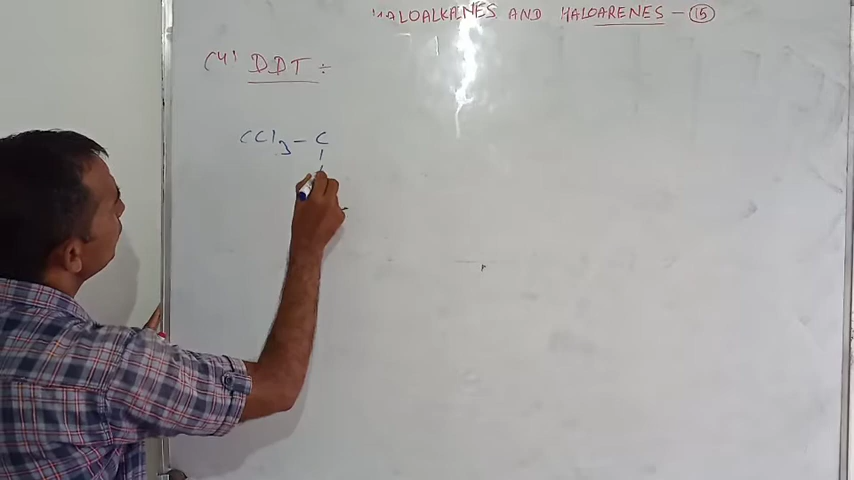 HALOALKANES AND HALOARENES - (15)
(4) DDT ÷
CCl3 - C